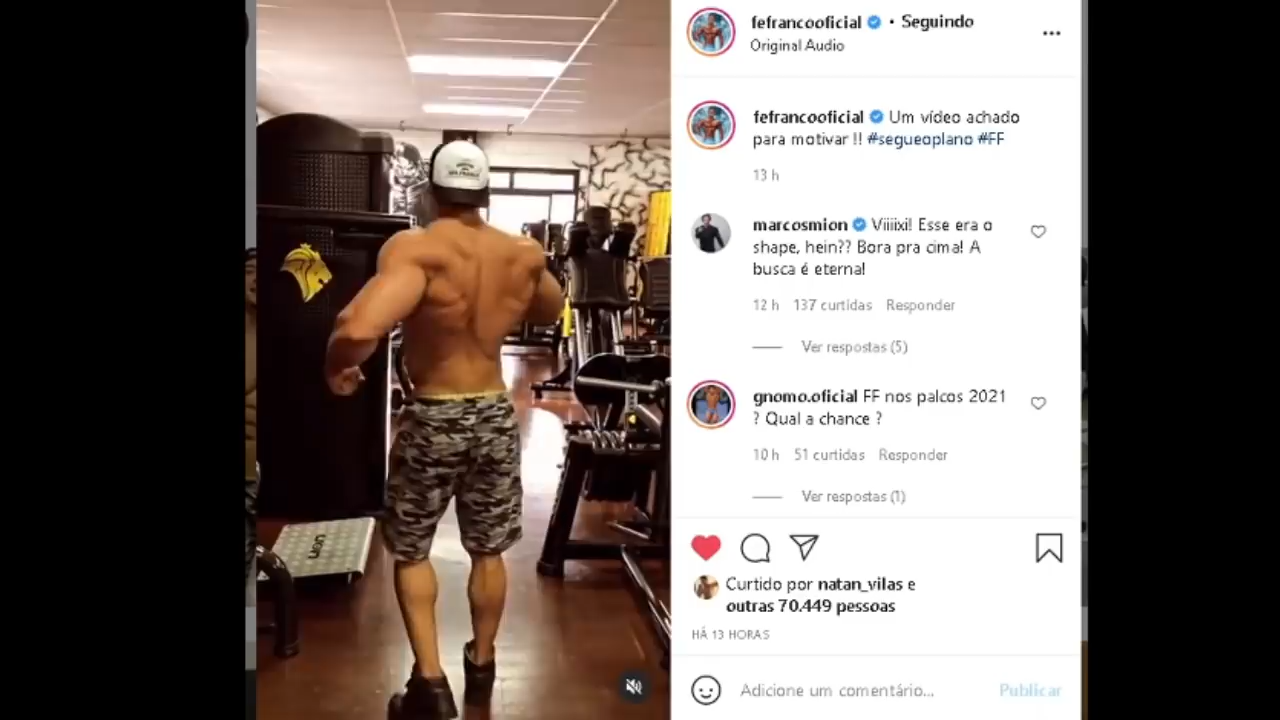 fefrancooficial • Seguindo
Original Audio
fefrancooficial Um vídeo achado
para motivar !! #segueoplano #FF
13 h
marcosmion Viiiixi! Esse era o
shape, hein?? Bora pra cima! A
busca é eterna!
12 h 137 curtidas Responder
Ver respostas (5)
gnomo.oficial FF nos palcos 2021
? Qual a chance ?
10 h 51 curtidas Responder
Ver respostas (1)
Curtido por natan_vilas e
outras 70.449 pessoas
HÁ 13 HORAS
Adicione um comentário... Publicar
lion